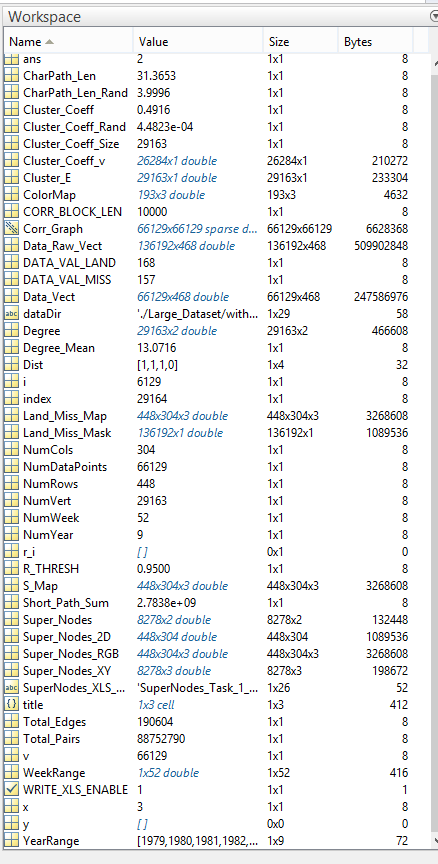 Workspace
Name Value Size Bytes
ans 2 1x1 8
CharPath_Len 31.3653 1x1 8
CharPath_Len_Rand 3.9996 1x1 8
Cluster_Coeff 0.4916 1x1 8
Cluster_Coeff_Rand 4.4823e-04 1x1 8
Cluster_Coeff_Size 29163 1x1 8
Cluster_Coeff_v 26284x1 double 26284x1 210272
Cluster_E 29163x1 double 29163x1 233304
ColorMap 193x3 double 193x3 4632
CORR_BLOCK_LEN 10000 1x1 8
Corr_Graph 66129x66129 sparse d... 66129x66129 6628368
Data_Raw_Vect 136192x468 double 136192x468 509902848
DATA_VAL_LAND 168 1x1 8
DATA_VAL_MISS 157 1x1 8
Data_Vect 66129x468 double 66129x468 247586976
abc dataDir './Large_Dataset/with... 1x29 58
Degree 29163x2 double 29163x2 466608
Degree_Mean 13.0716 1x1 8
Dist [1,1,1,0] 1x4 32
i 6129 1x1 8
index 29164 1x1 8
Land_Miss_Map 448x304x3 double 448x304x3 3268608
Land_Miss_Mask 136192x1 double 136192x1 1089536
NumCols 304 1x1 8
NumDataPoints 66129 1x1 8
NumRows 448 1x1 8
NumVert 29163 1x1 8
NumWeek 52 1x1 8
NumYear 9 1x1 8
r_i [ ] 0x1 0
R_THRESH 0.9500 1x1 8
S_Map 448x304x3 double 448x304x3 3268608
Short_Path_Sum 2.7838e+09 1x1 8
Super_Nodes 8278x2 double 8278x2 132448
Super_Nodes_2D 448x304 double 448x304 1089536
Super_Nodes_RGB 448x304x3 double 448x304x3 3268608
Super_Nodes_XY 8278x3 double 8278x3 198672
abc SuperNodes_XLS_... 'SuperNodes_Task_1_... 1x26 52
{ } title 1x3 cell 1x3 412
Total_Edges 190604 1x1 8
Total_Pairs 88752790 1x1 8
v 66129 1x1 8
WeekRange 1x52 double 1x52 416
WRITE_XLS_ENABLE 1 1x1 1
x 3 1x1 8
y [ ] 0x0 0
YearRange [1979,1980,1981,1982,... 1x9 72